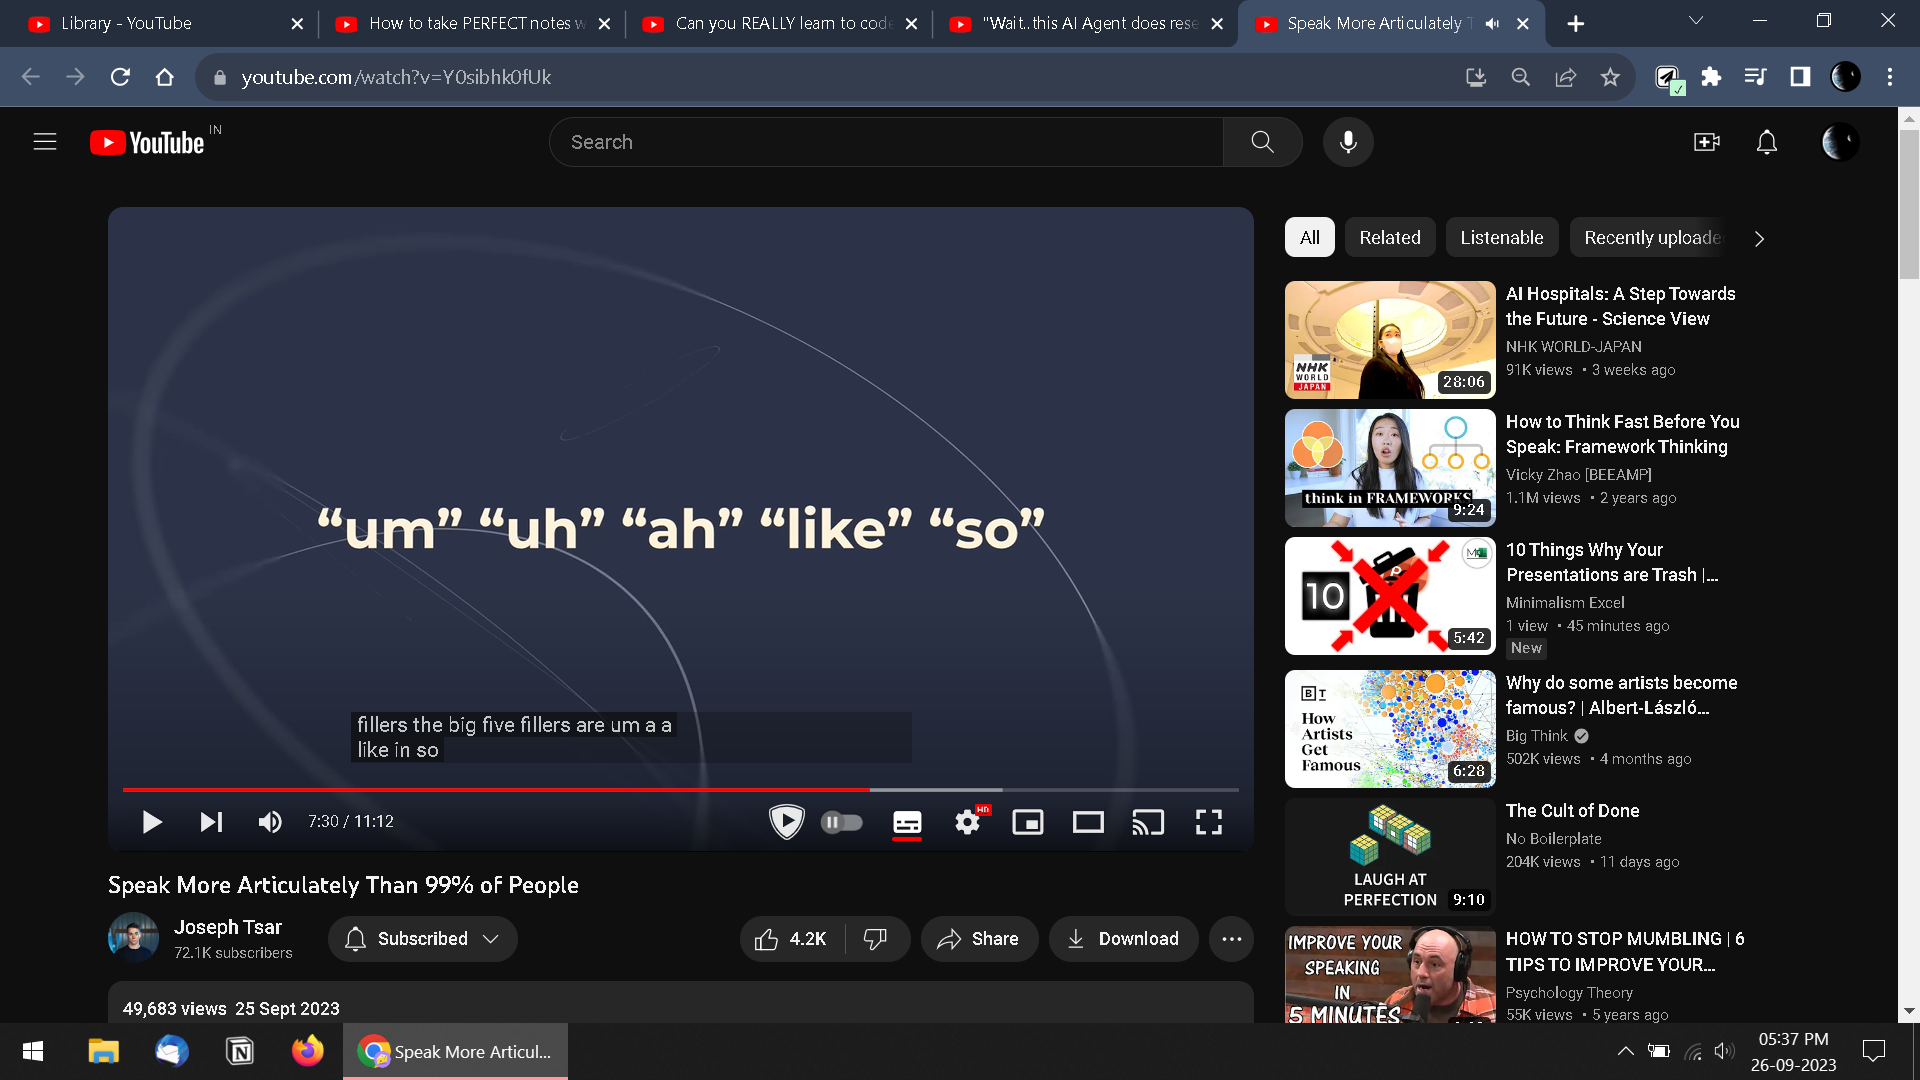 Library - YouTube
How to take PERFECT notes w
Can you REALLY learn to code
"Wait..this AI Agent does rese
Speak More Articulately T
youtube.com/watch?v=Y0sibhk0fUk
YouTube IN
Search
All
Related
Listenable
Recently uploade
“um” “uh” “ah” “like” “so”
fillers the big five fillers are um a a
like in so
7:30 / 11:12
HD
Speak More Articulately Than 99% of People
Joseph Tsar
72.1K subscribers
Subscribed
4.2K
Share
Download
49,683 views 25 Sept 2023
NHK
WORLD
JAPAN
28:06
AI Hospitals: A Step Towards
the Future - Science View
NHK WORLD-JAPAN
91K views • 3 weeks ago
think in FRAMEWORKS
9:24
How to Think Fast Before You
Speak: Framework Thinking
Vicky Zhao [BEEAMP]
1.1M views • 2 years ago
10
5:42
10 Things Why Your
Presentations are Trash |...
Minimalism Excel
1 view • 45 minutes ago
New
B T
How
Artists
Get
Famous
6:28
Why do some artists become
famous? | Albert-László...
Big Think
502K views • 4 months ago
LAUGH AT
PERFECTION
9:10
The Cult of Done
No Boilerplate
204K views • 11 days ago
IMPROVE YOUR
SPEAKING
IN
5 MINUTES
HOW TO STOP MUMBLING | 6
TIPS TO IMPROVE YOUR...
Psychology Theory
55K views • 5 years ago
Speak More Articul...
05:37 PM
26-09-2023